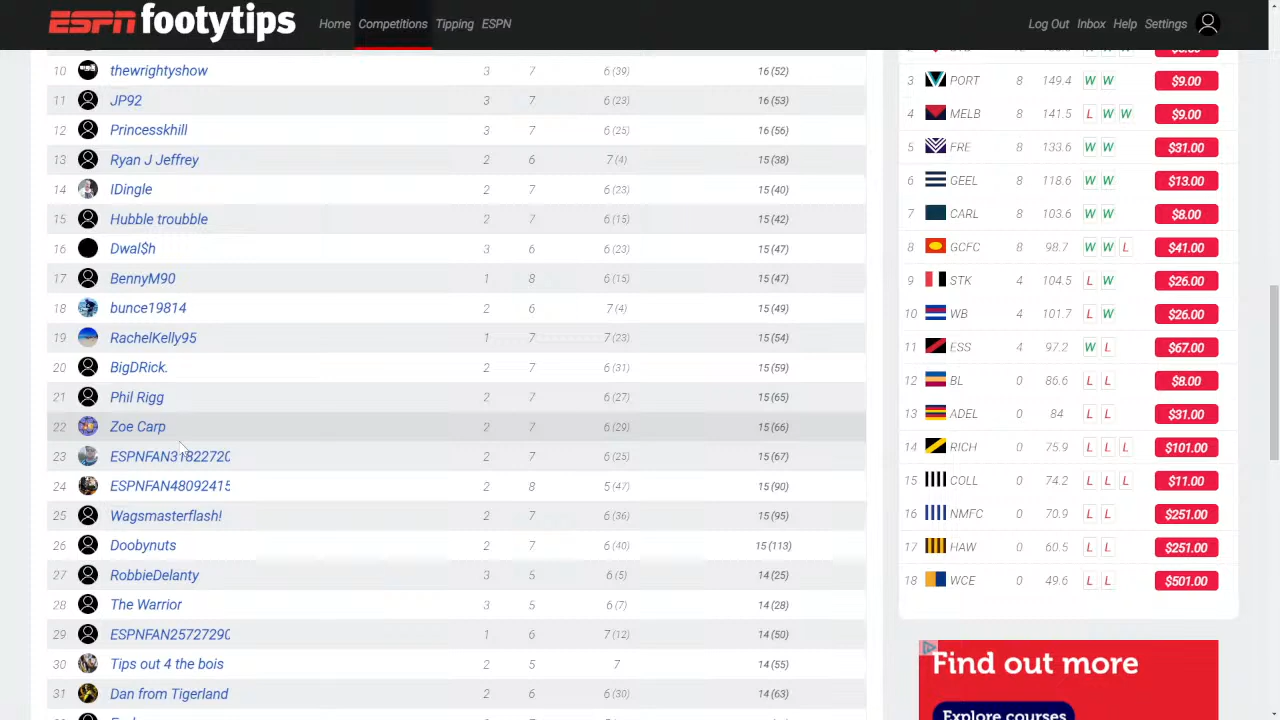 ESPN footytips Home Competitions Tipping ESPN Log Out Inbox Help Settings
10 thewrightyshow 3 7 6 (39) 16 (52)
11 JP92 3 7 6 (23) 16 (53)
12 Princesskhill 3 7 6 (25) 16 (56)
13 Ryan J Jeffrey 2 6 7 (4) 15 (38)
14 IDingle 2 7 6 (23) 15 (40)
15 Hubble troubble 2 7 6 (15) 15 (42)
16 Dwal$h 3 6 6 (23) 15 (47)
17 BennyM90 8 6 (15) 15 (47)
18 bunce19814 2 6 7 (4) 15 (49)
19 RachelKelly95 1 7 7 (23) 15 (54)
20 BigDRick. 2 7 6 (31) 15 (59)
21 Phil Rigg 2 7 6 (27) 15 (65)
22 Zoe Carp 2 7 6 (29) 15 (66)
23 2 7 6 (25) 15 (67)
24 ESPNFAN48092415 2 8 5 (47) 15 (90)
25 Wagsmasterflash! 2 7 6 (36) 15 (95)
26 Doobynuts 2 7 6 (40) 15 (113)
27 RobbieDelanty 3 5 6 (5) 14 (25)
28 The Warrior 3 5 6 (7) 14 (28)
29 ESPNFAN25727290 1 6 7 (12) 14 (50)
30 Tips out 4 the bois 2 5 7 14 (55)
31 Dan from Tigerland 2 6 6 (30) 14 (63)
3 PORT 8 149.4 W W $9.00
4 MELB 8 141.5 L W W $9.00
5 FRE 8 133.6 W W $31.00
6 GEEL 8 118.6 W W $13.00
7 CARL 8 103.6 W W $8.00
8 GCFC 8 98.7 W W L $41.00
9 STK 4 104.5 L W $26.00
10 WB 4 101.7 L W $26.00
11 ESS 4 97.2 W L $67.00
12 BL 0 86.6 L L $8.00
13 ADEL 0 84 L L $31.00
14 RICH 0 75.9 L L L $101.00
15 COLL 0 74.2 L L L $11.00
16 NMFC 0 70.9 L L $251.00
17 HAW 0 60.5 L L $251.00
18 WCE 0 49.6 L L $501.00
Find out more
Explore courses